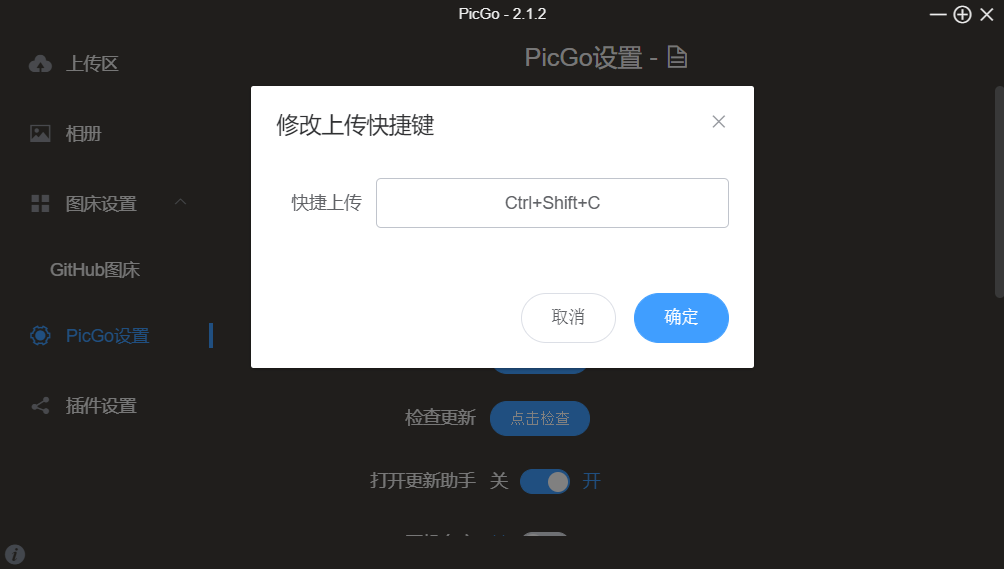 PicGo - 2.1.2
上传区
相册
图床设置
GitHub图床
PicGo设置
插件设置
PicGo设置 -
修改上传快捷键
快捷上传 Ctrl+Shift+C
取消 确定
检查更新 点击检查
打开更新助手 关 开